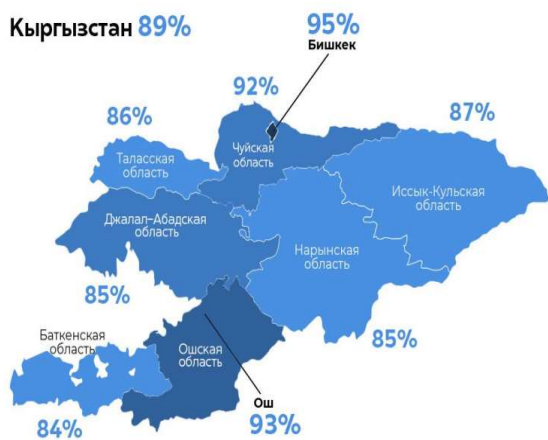 Кыргызстан 89%
95%
Бишкек
92%
86%
87%
Чуйская
область
Таласская
область
Иссык-Кульская
область
Джалал-Абадская
область
Нарынская
область
85%
85%
Баткенская
область
Ошская
область
Ош
84%
93%